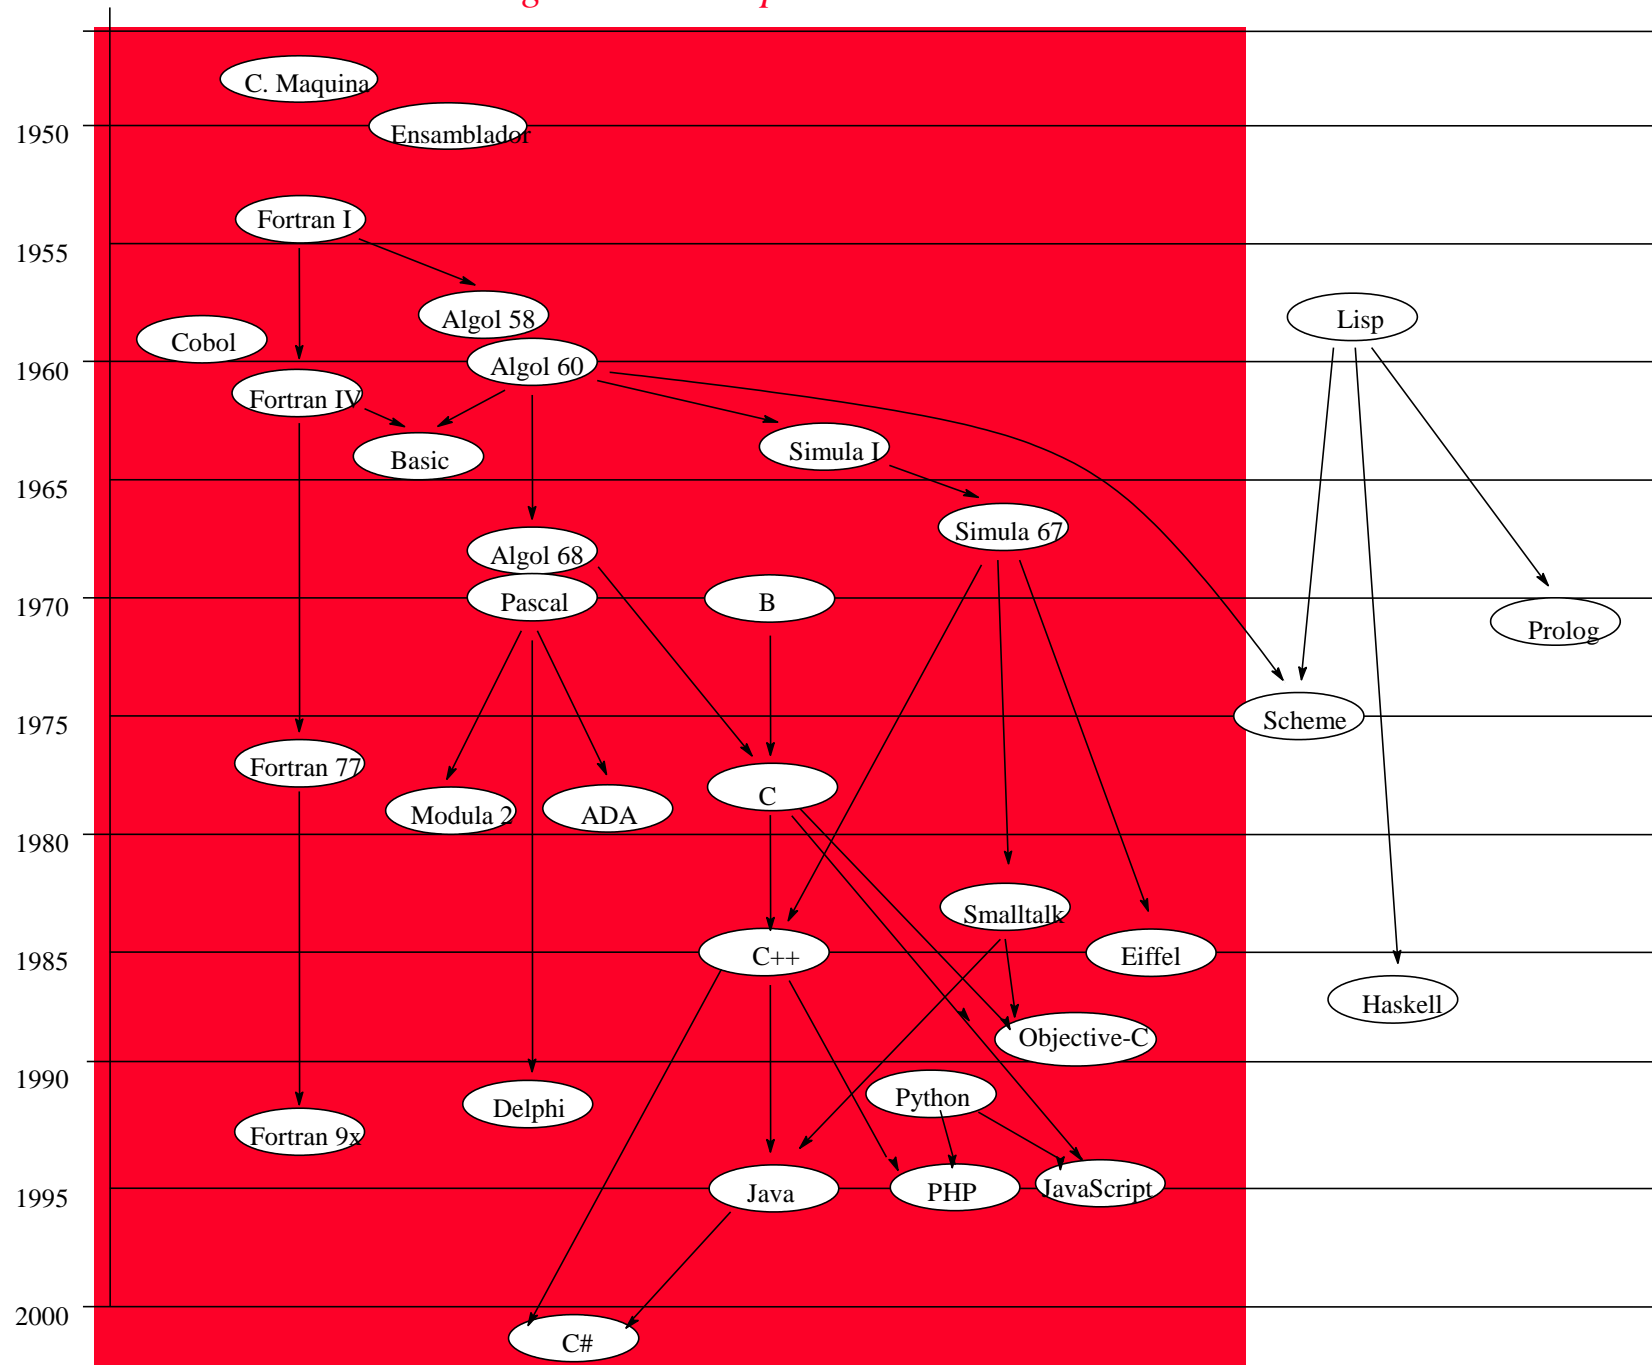 C. Maquina
1950
Ensamblador
Fortran I
1955
Algol 58
Lisp
Cobol
1960
Algol 60
Fortran IV
Simula I
Basic
1965
Simula 67
Algol 68
1970
Pascal
B
Prolog
1975
Scheme
Fortran 77
C
Modula 2
ADA
1980
Smalltalk
1985
C++
Eiffel
Haskell
Objective-C
1990
Python
Delphi
Fortran 9x
1995
Java
PHP
JavaScript
2000
C#